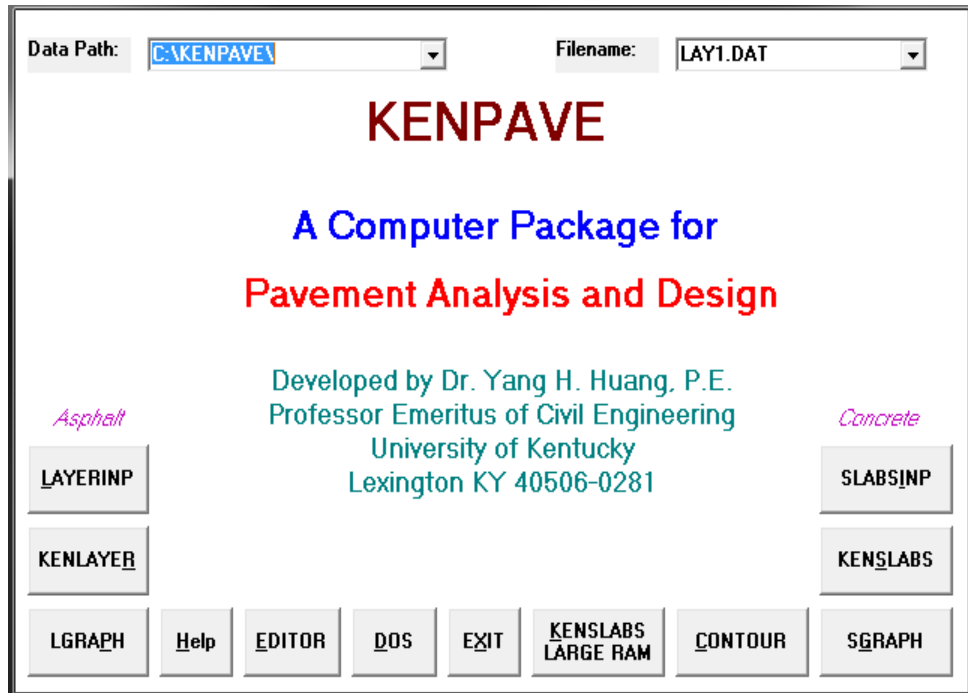 Data Path: C:\KENPAVE\ Filename: LAY1.DAT
KENPAVE
A Computer Package for
Pavement Analysis and Design
Developed by Dr. Yang H. Huang, P.E.
Professor Emeritus of Civil Engineering
University of Kentucky
Lexington KY 40506-0281
Asphalt
Concrete
LAYERINP
SLABSINP
KENLAYER
KENSLABS
LGRAPH
Help
EDITOR
DOS
EXIT
KENSLABS
LARGE RAM
CONTOUR
SGRAPH